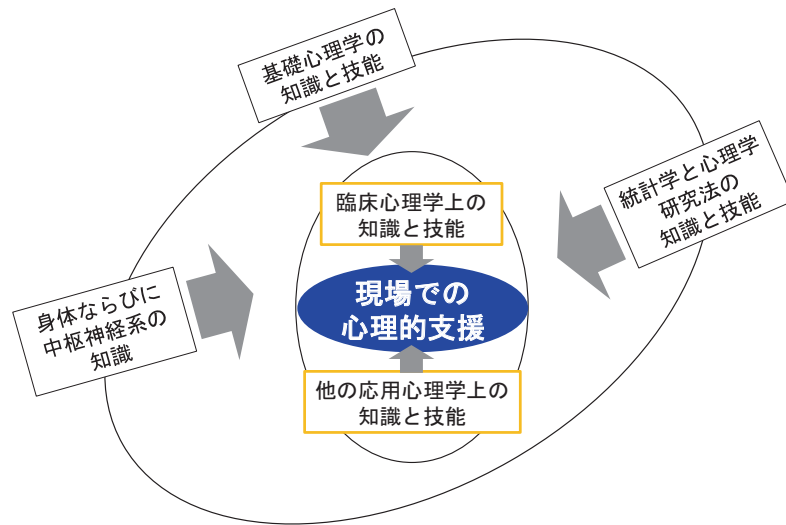 基礎心理学の
知識と技能
統計学と心理学
研究法の
知識と技能
臨床心理学上の
知識と技能
現場での
心理的支援
身体ならびに
中枢神経系の
知識
他の応用心理学上の
知識と技能